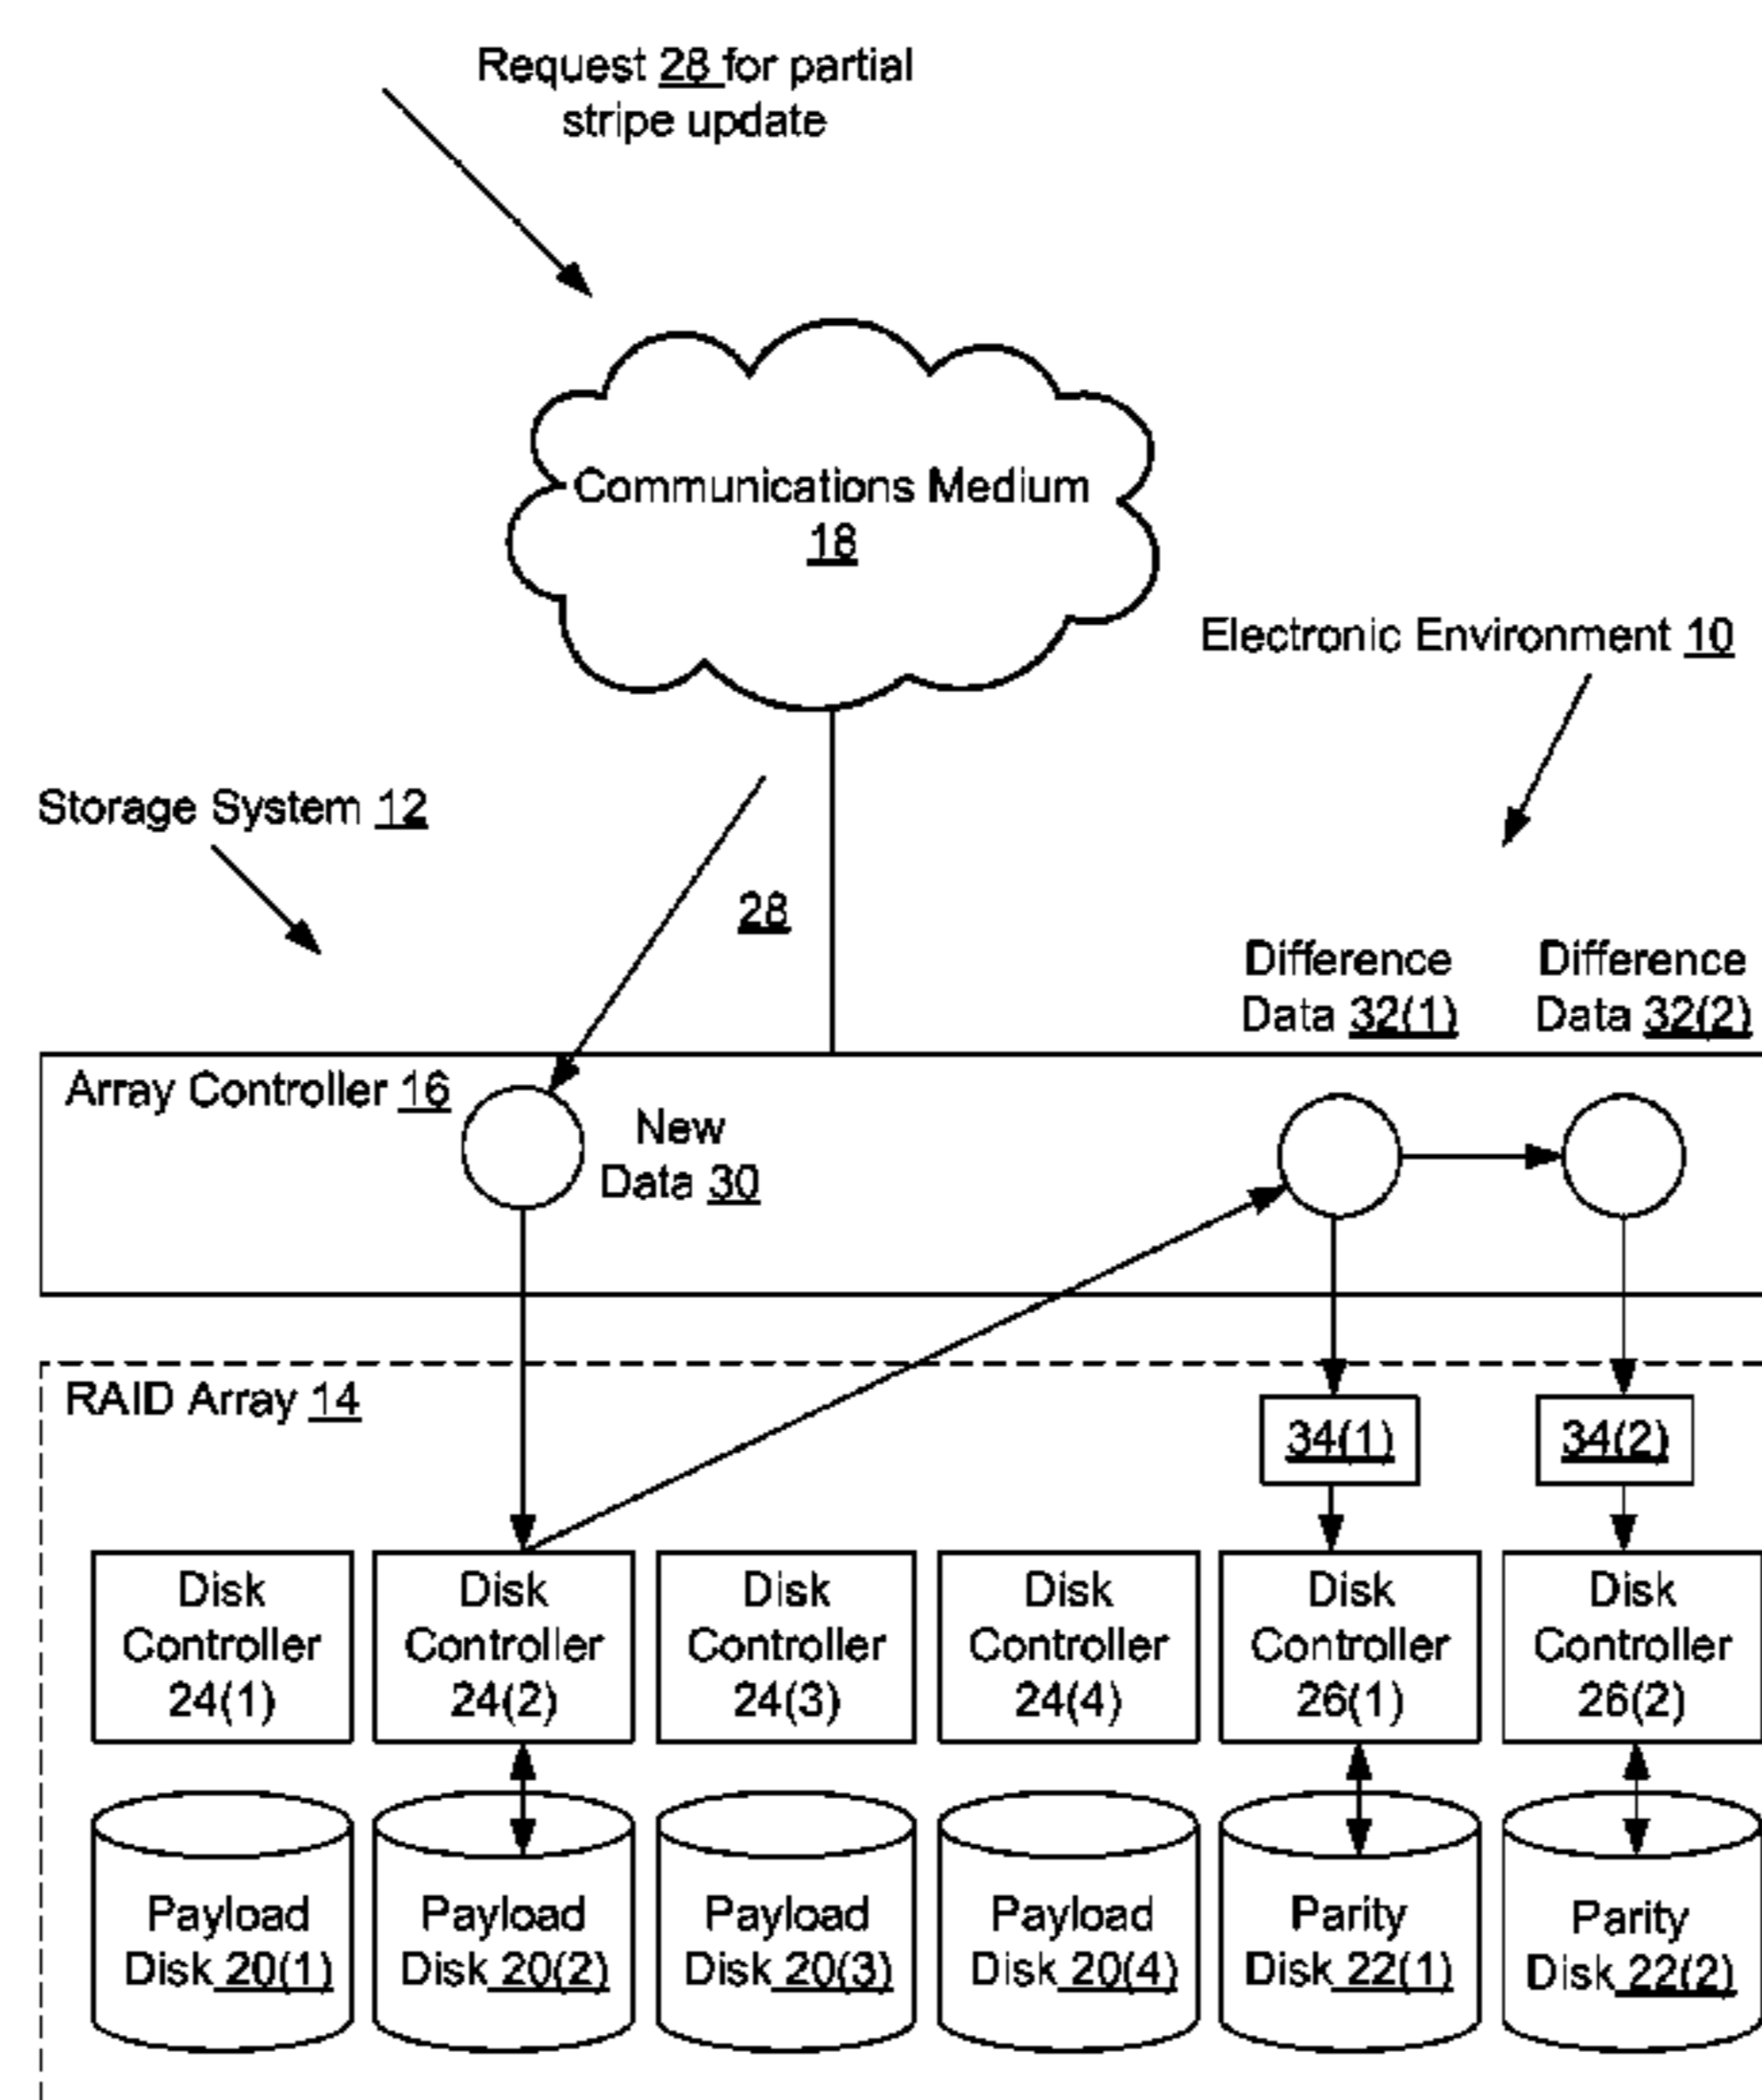 Request 28 for partial
stripe update
Communications Medium
18
Electronic Environment 10
Storage System 12
28
Difference
Data 32(1)
Difference
Data 32(2)
Array Controller 16
New
Data 30
RAID Array 14
34(1)
34(2)
Disk
Controller
24(1)
Disk
Controller
24(2)
Disk
Controller
24(3)
Disk
Controller
24(4)
Disk
Controller
26(1)
Disk
Controller
26(2)
Payload
Disk 20(1)
Payload
Disk 20(2)
Payload
Disk 20(3)
Payload
Disk 20(4)
Parity
Disk 22(1)
Parity
Disk 22(2)